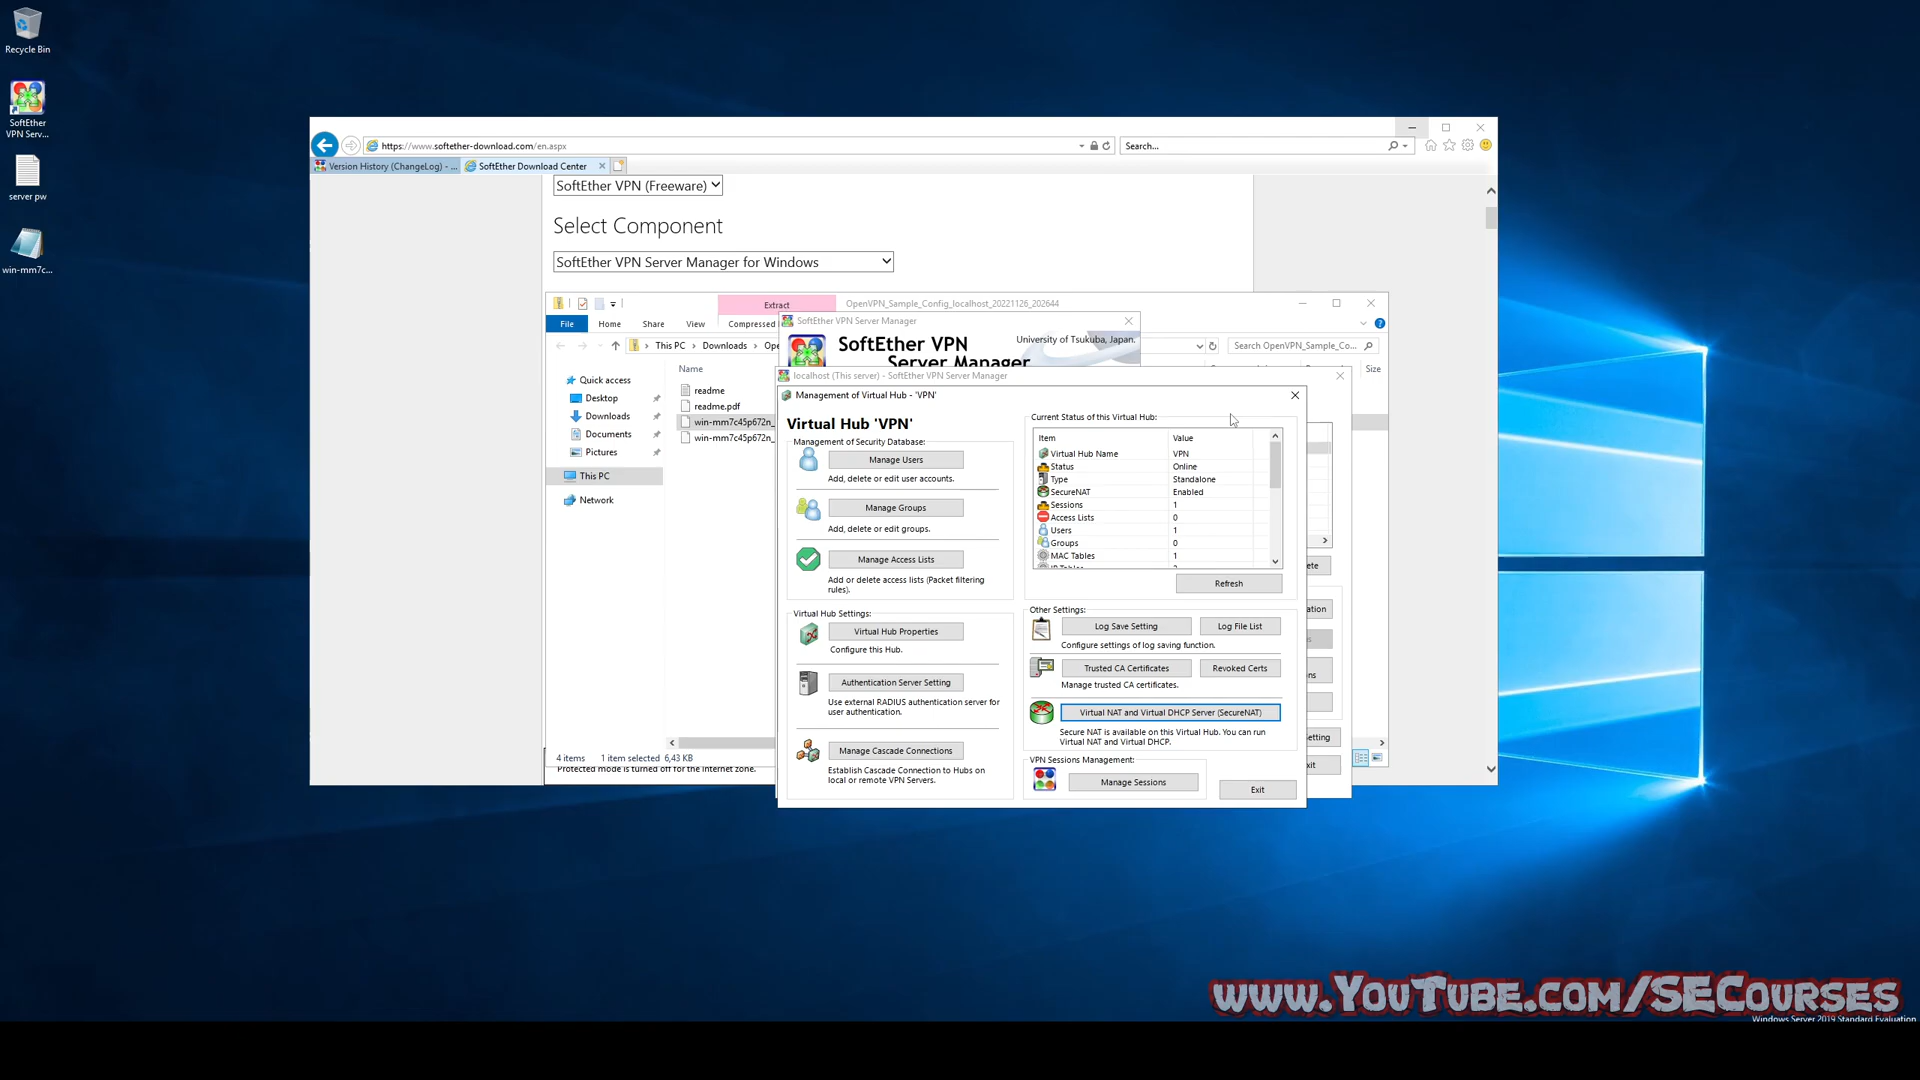 Recycle Bin
SoftEther
VPN Serv...
server pw
win-mm7c...
https://www.softether-download.com/en.aspx
Search...
Version History (ChangeLog) - ...
SoftEther Download Center
SoftEther VPN (Freeware)
Select Component
SoftEther VPN Server Manager for Windows
Extract
OpenVPN_Sample_Config_localhost_20221126_202644
File
Home
Share
View
Compressed
This PC
Downloads
Ope
Search OpenVPN_Sample_Co...
Name
Size
Quick access
Desktop
Downloads
Documents
Pictures
This PC
Network
readme
readme.pdf
win-mm7c45p672n_
win-mm7c45p672n_
4 items
1 item selected 6,43 KB
Protected mode is turned off for the Internet zone.
SoftEther VPN Server Manager
SoftEther VPN
Server Manager
University of Tsukuba, Japan.
localhost (This server) - SoftEther VPN Server Manager
Management of Virtual Hub - 'VPN'
Virtual Hub 'VPN'
Management of Security Database:
Manage Users
Add, delete or edit user accounts.
Manage Groups
Add, delete or edit groups.
Manage Access Lists
Add or delete access lists (Packet filtering
rules).
Virtual Hub Settings:
Virtual Hub Properties
Configure this Hub.
Authentication Server Setting
Use external RADIUS authentication server for
user authentication.
Manage Cascade Connections
Establish Cascade Connection to Hubs on
local or remote VPN Servers.
Current Status of this Virtual Hub:
Item Value
Virtual Hub Name VPN
Status Online
Type Standalone
SecureNAT Enabled
Sessions 1
Access Lists 0
Users 1
Groups 0
MAC Tables 1
Refresh
Other Settings:
Log Save Setting
Log File List
Configure settings of log saving function.
Trusted CA Certificates
Revoked Certs
Manage trusted CA certificates.
Virtual NAT and Virtual DHCP Server (SecureNAT)
Secure NAT is available on this Virtual Hub. You can run
Virtual NAT and Virtual DHCP.
VPN Sessions Management:
Manage Sessions
Exit
ete
ation
ns
etting
xit
www.YouTube.com/SECourses
Windows Server 2019 Standard Evaluation